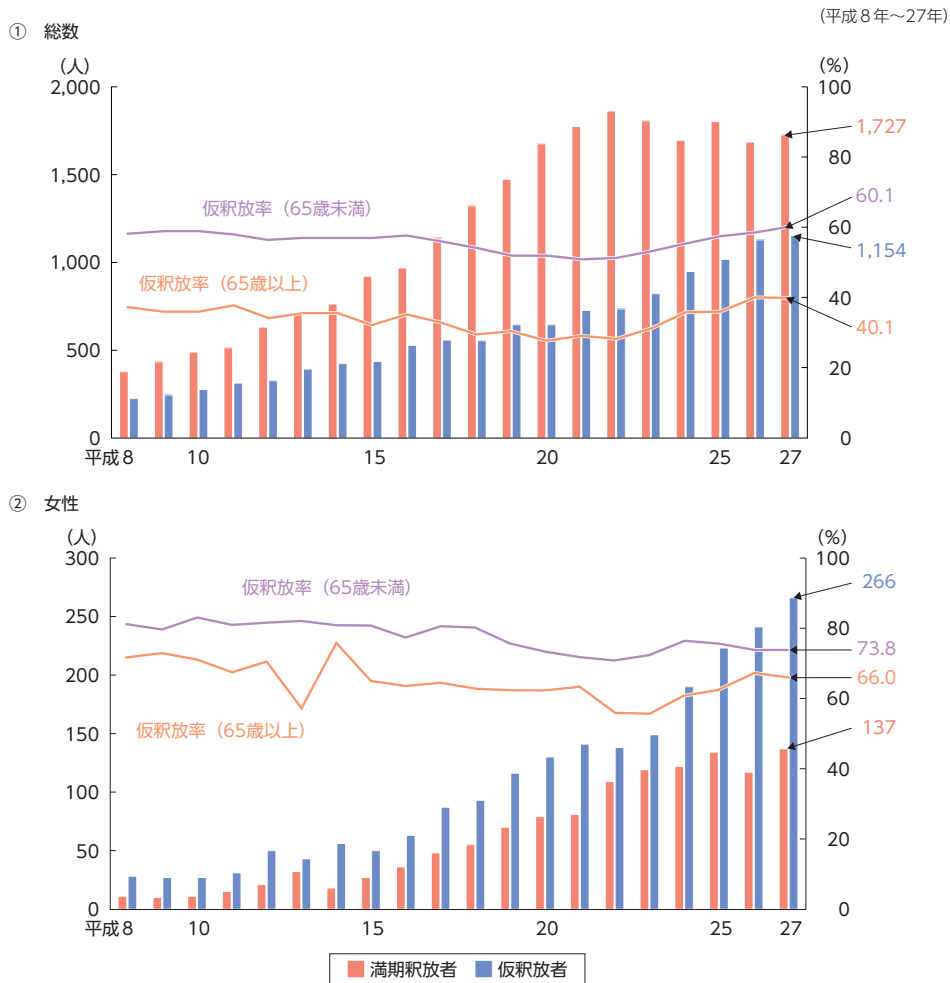 （平成８年～27年）
① 総数
（人）
（%）
2,000
1,500
1,000
500
0
100
80
60
40
20
0
仮釈放率（65歳未満）
仮釈放率（65歳以上）
1,727
60.1
1,154
40.1
平成８ 10 15 20 25 27
② 女性
（人）
（%）
300
250
200
150
100
50
0
100
80
60
40
20
0
仮釈放率（65歳未満）
仮釈放率（65歳以上）
266
73.8
66.0
137
平成８ 10 15 20 25 27
満期釈放者 仮釈放者